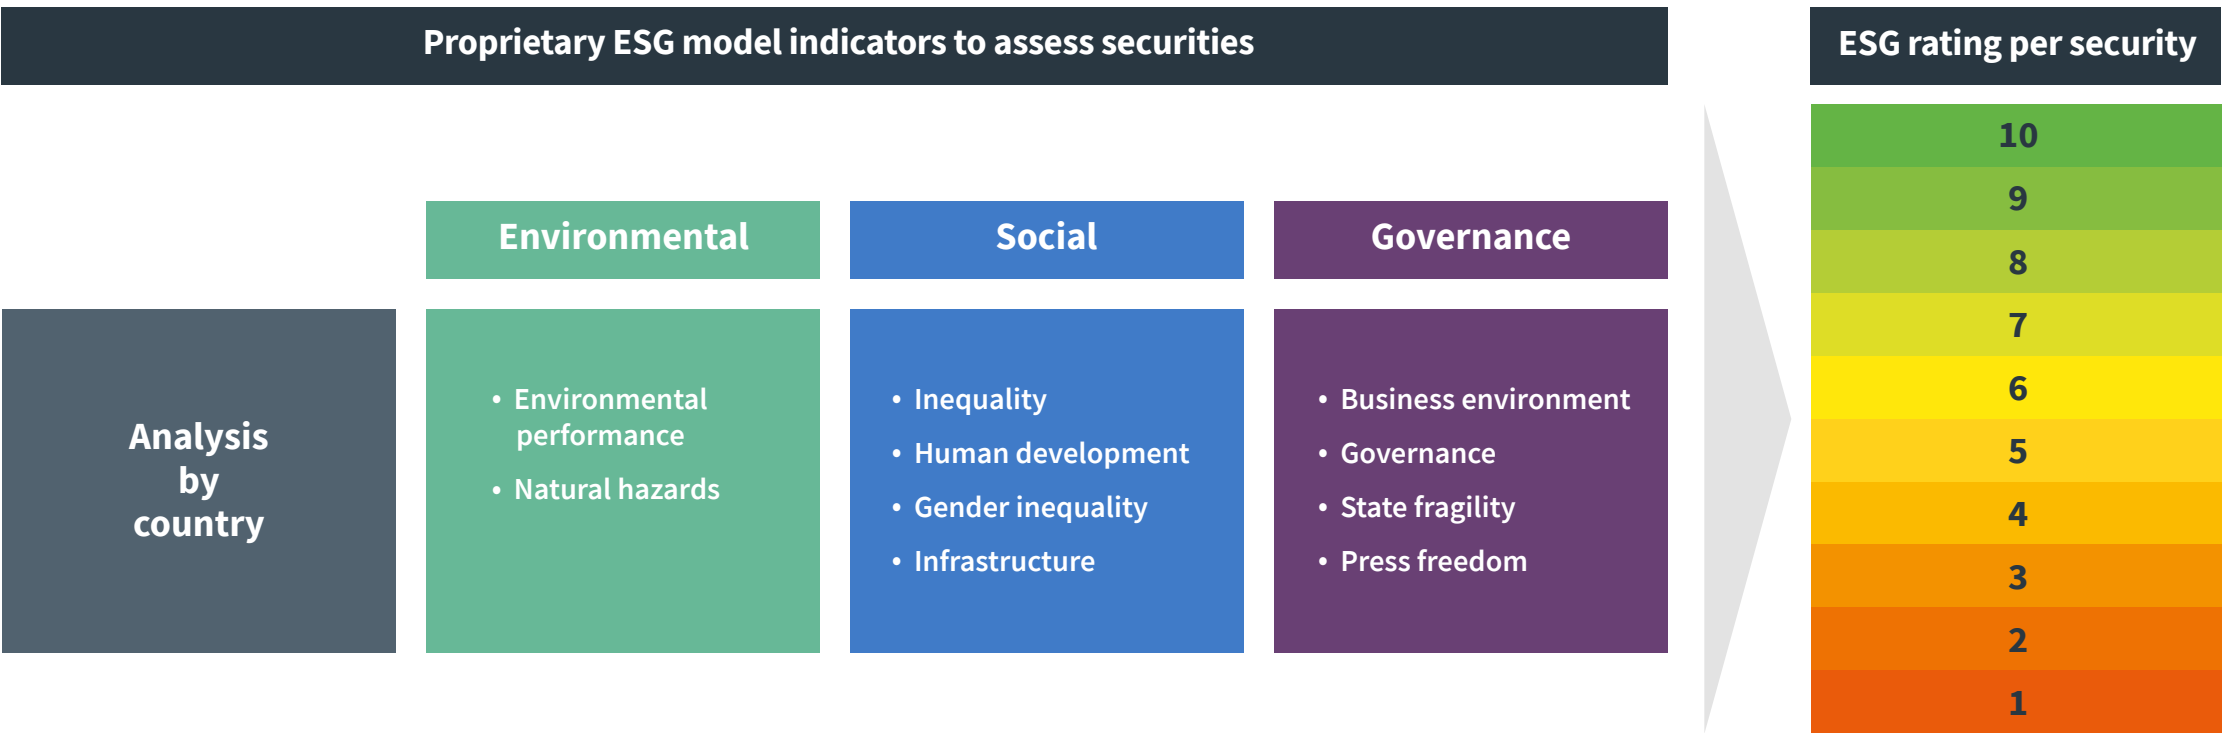 Proprietary ESG model indicators to assess securities
ESG rating per security
Environmental
Social
Governance
Analysis
by
country
• Environmental
performance
• Natural hazards
• Inequality
• Human development
• Gender inequality
• Infrastructure
• Business environment
• Governance
• State fragility
• Press freedom
10
9
8
7
6
5
4
3
2
1